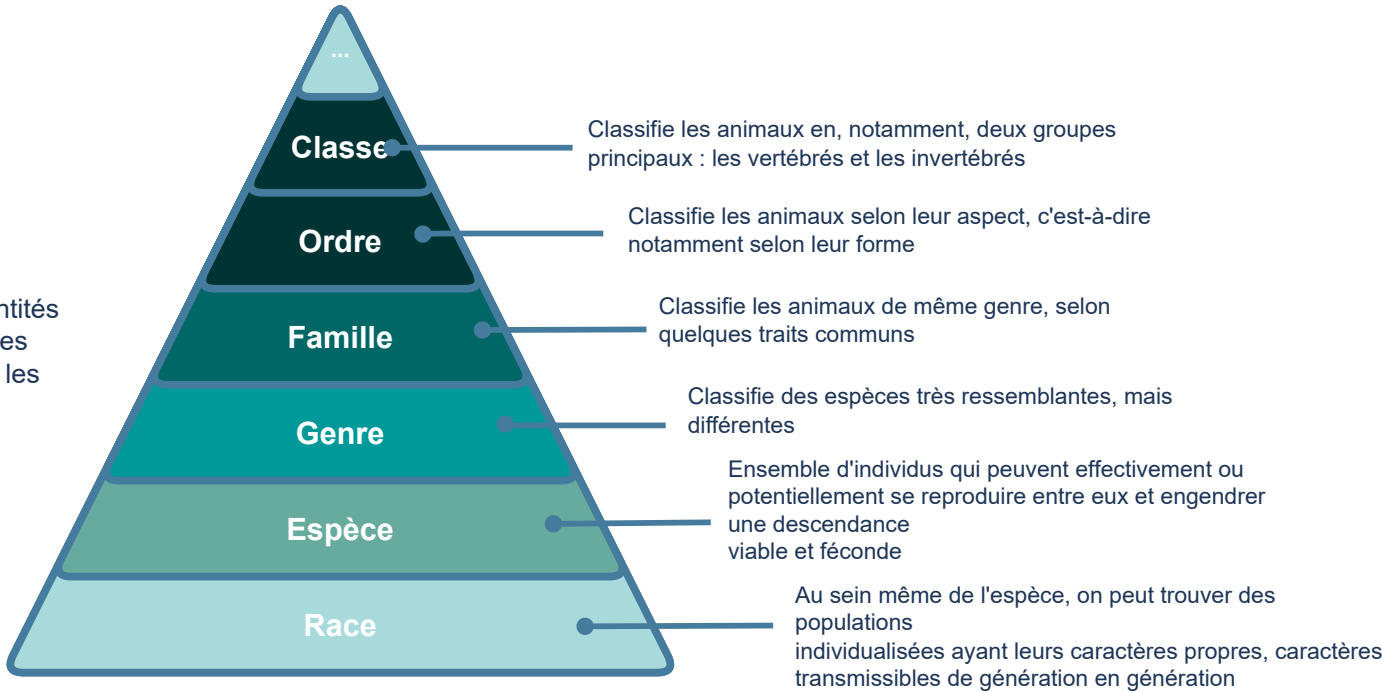 ...
Classe
Classifie les animaux en, notamment, deux groupes
principaux : les vertébrés et les invertébrés
Ordre
Classifie les animaux selon leur aspect, c'est-à-dire
notamment selon leur forme
ntités
es
les
Famille
Classifie les animaux de même genre, selon
quelques traits communs
Genre
Classifie des espèces très ressemblantes, mais
différentes
Espèce
Ensemble d'individus qui peuvent effectivement ou
potentiellement se reproduire entre eux et engendrer
une descendance
viable et féconde
Race
Au sein même de l'espèce, on peut trouver des
populations
individualisées ayant leurs caractères propres, caractères
transmissibles de génération en génération